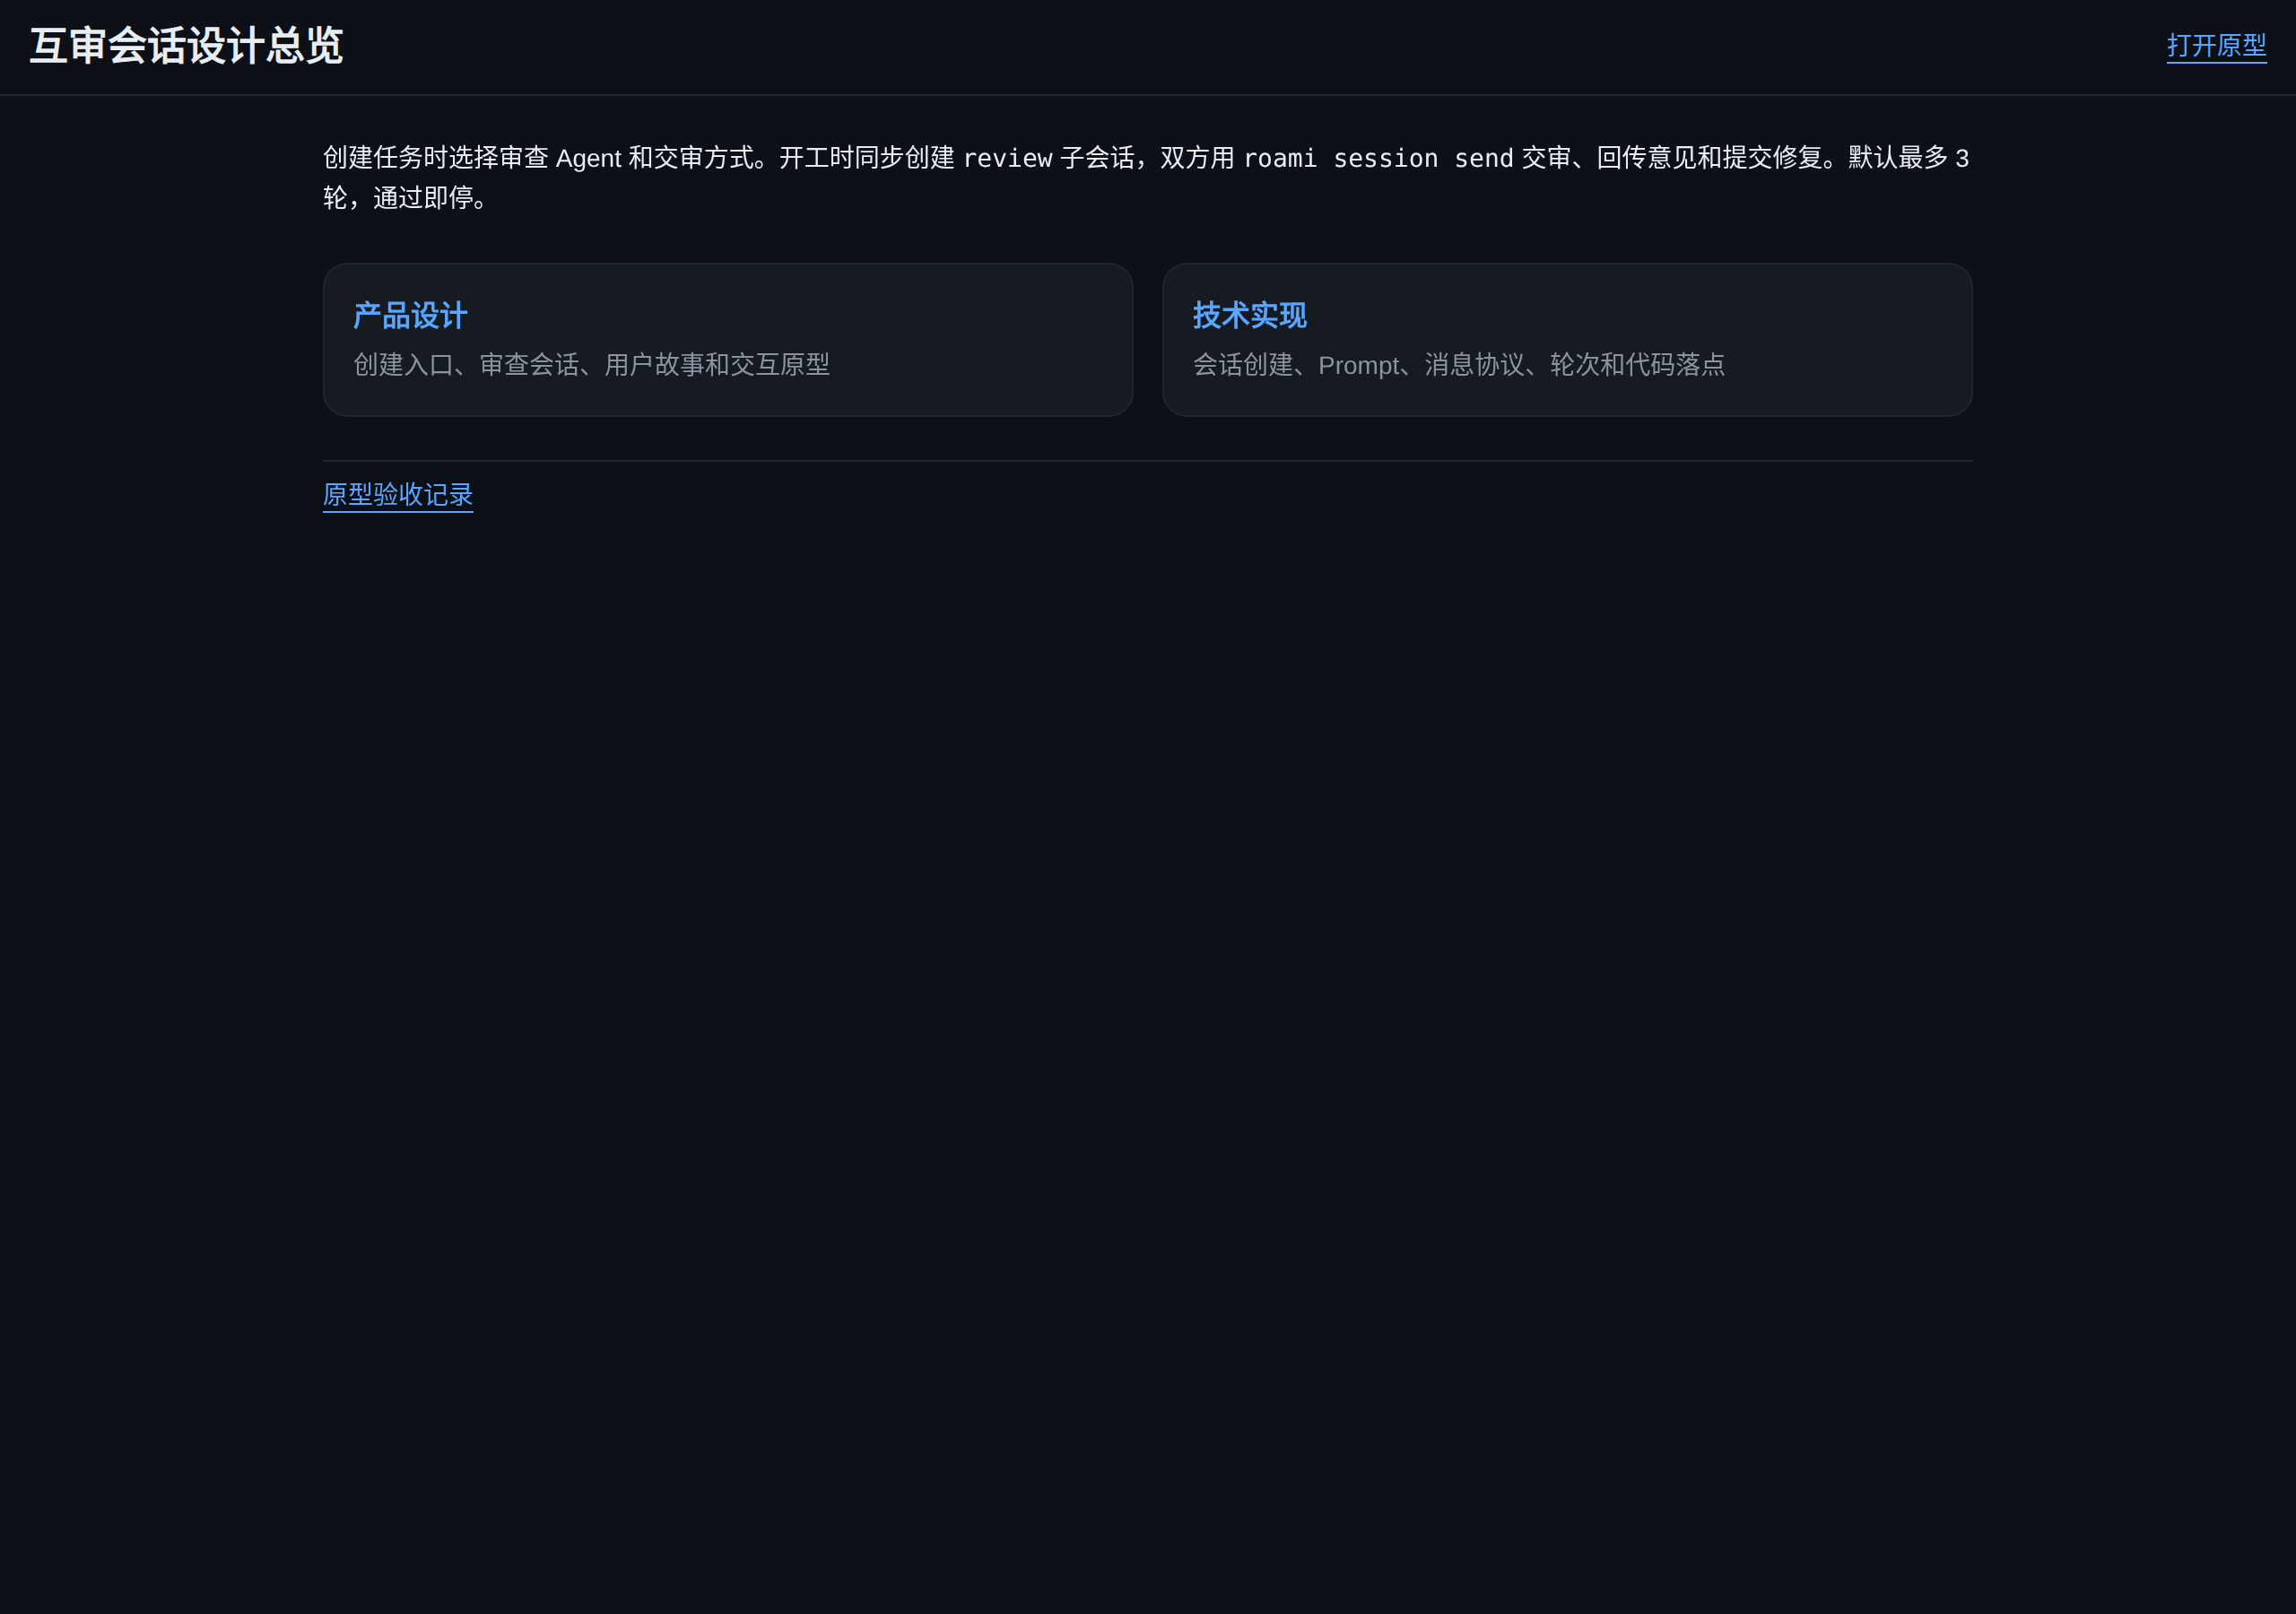 互审会话设计总览
打开原型
创建任务时选择审查 Agent 和交审方式。开工时同步创建 review 子会话，双方用 roami session send 交审、回传意见和提交修复。默认最多 3
轮，通过即停。
产品设计
创建入口、审查会话、用户故事和交互原型
技术实现
会话创建、Prompt、消息协议、轮次和代码落点
原型验收记录